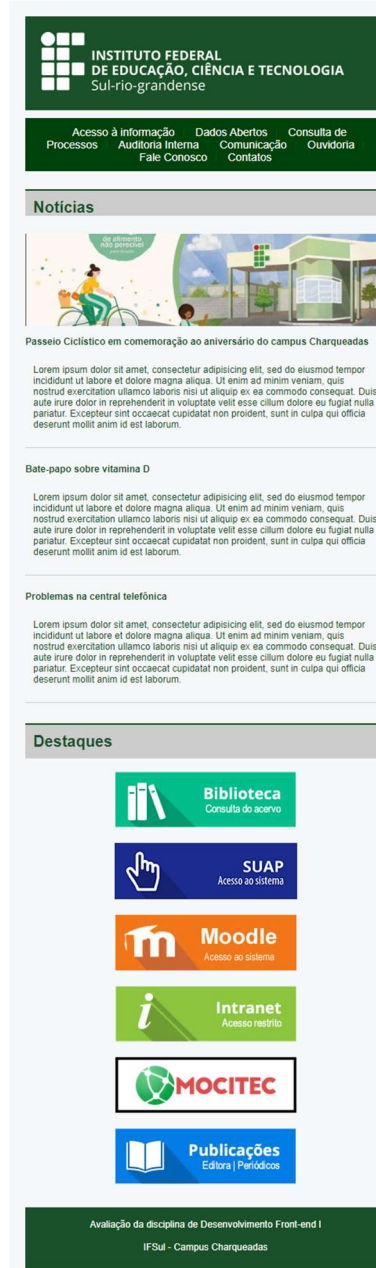 INSTITUTO FEDERAL
DE EDUCAÇÃO, CIÊNCIA E TECNOLOGIA
Sul-rio-grandense
Acesso à informação Dados Abertos Consulta de
Processos Auditoria Interna Comunicação Ouvidoria
Fale Conosco Contatos
Notícias
de alimento
não perecível
Passeio Ciclístico em comemoração ao aniversário do campus Charqueadas
Lorem ipsum dolor sit amet, consectetur adipisicing elit, sed do eiusmod tempor
incididunt ut labore et dolore magna aliqua. Ut enim ad minim veniam, quis
nostrud exercitation ullamco laboris nisi ut aliquip ex ea commodo consequat. Duis
aute irure dolor in reprehenderit in voluptate velit esse cillum dolore eu fugiat nulla
pariatur. Excepteur sint occaecat cupidatat non proident, sunt in culpa qui officia
deserunt mollit anim id est laborum.
Bate-papo sobre vitamina D
Lorem ipsum dolor sit amet, consectetur adipisicing elit, sed do eiusmod tempor
incididunt ut labore et dolore magna aliqua. Ut enim ad minim veniam, quis
nostrud exercitation ullamco laboris nisi ut aliquip ex ea commodo consequat. Duis
aute irure dolor in reprehenderit in voluptate velit esse cillum dolore eu fugiat nulla
pariatur. Excepteur sint occaecat cupidatat non proident, sunt in culpa qui officia
deserunt mollit anim id est laborum.
Problemas na central telefônica
Lorem ipsum dolor sit amet, consectetur adipisicing elit, sed do eiusmod tempor
incididunt ut labore et dolore magna aliqua. Ut enim ad minim veniam, quis
nostrud exercitation ullamco laboris nisi ut aliquip ex ea commodo consequat. Duis
aute irure dolor in reprehenderit in voluptate velit esse cillum dolore eu fugiat nulla
pariatur. Excepteur sint occaecat cupidatat non proident, sunt in culpa qui officia
deserunt mollit anim id est laborum.
Destaques
Biblioteca
Consulta do acervo
SUAP
Acesso ao sistema
Moodle
Acesso ao sistema
Intranet
Acesso restrito
MOCITEC
Publicações
Editora | Periódicos
Avaliação da disciplina de Desenvolvimento Front-end I
IFSul - Campus Charqueadas